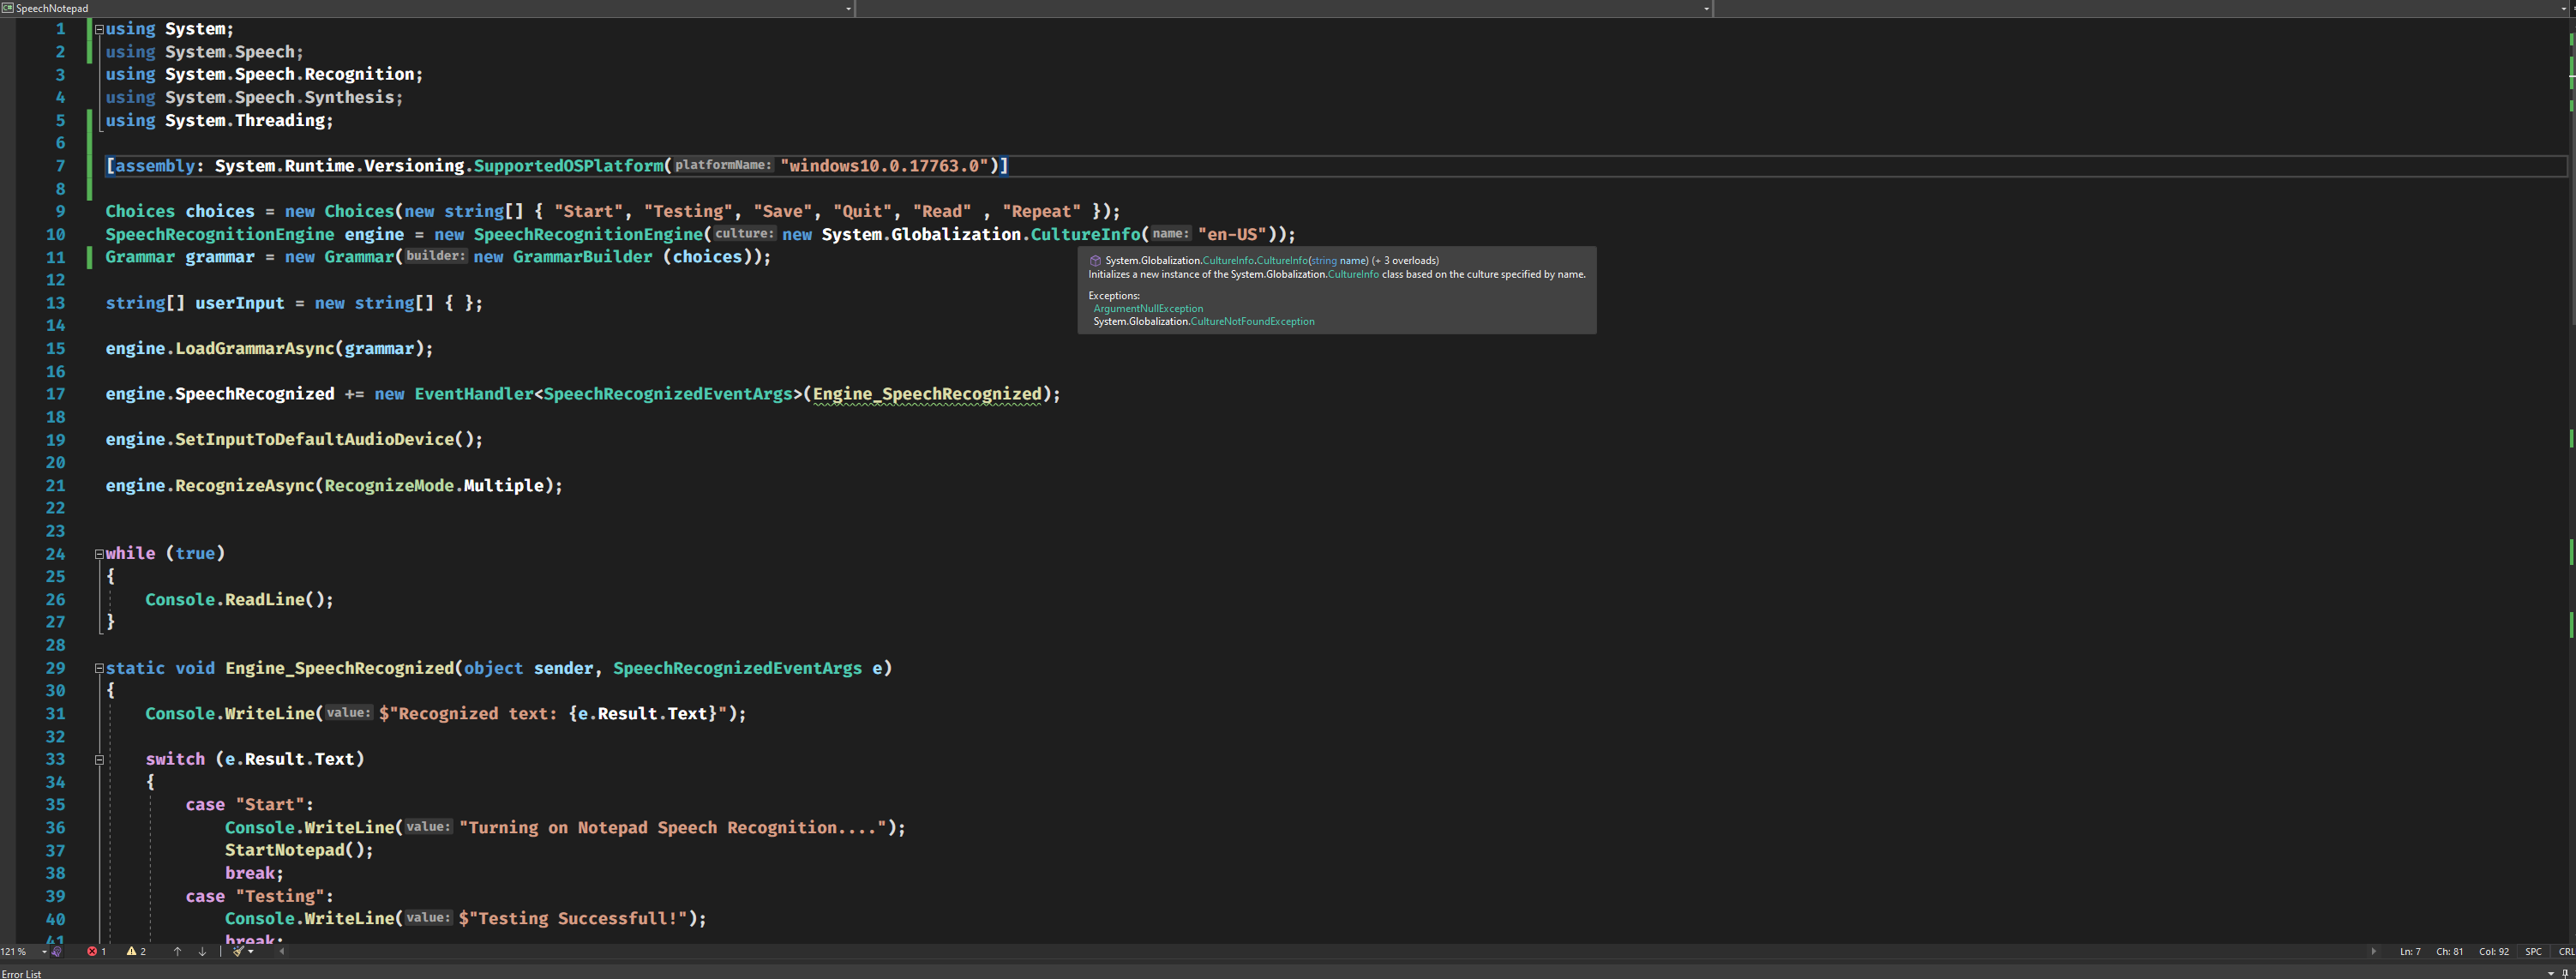 SpeechNotepad
1 using System;
2 using System.Speech;
3 using System.Speech.Recognition;
4 using System.Speech.Synthesis;
5 using System.Threading;
6
7 [assembly: System.Runtime.Versioning.SupportedOSPlatform(platformName: "windows10.0.17763.0")]
8
9 Choices choices = new Choices(new string[] { "Start", "Testing", "Save", "Quit", "Read" , "Repeat" });
10 SpeechRecognitionEngine engine = new SpeechRecognitionEngine(culture: new System.Globalization.CultureInfo(name: "en-US"));
11 Grammar grammar = new Grammar(builder: new GrammarBuilder (choices));
System.Globalization.CultureInfo.CultureInfo(string name) (+ 3 overloads)
Initializes a new instance of the System.Globalization.CultureInfo class based on the culture specified by name.
Exceptions:
ArgumentNullException
System.Globalization.CultureNotFoundException
12
13 string[] userInput = new string[] { };
14
15 engine.LoadGrammarAsync(grammar);
16
17 engine.SpeechRecognized += new EventHandler<SpeechRecognizedEventArgs>(Engine_SpeechRecognized);
18
19 engine.SetInputToDefaultAudioDevice();
20
21 engine.RecognizeAsync(RecognizeMode.Multiple);
22
23
24 while (true)
25 {
26 Console.ReadLine();
27 }
28
29 static void Engine_SpeechRecognized(object sender, SpeechRecognizedEventArgs e)
30 {
31 Console.WriteLine(value: $"Recognized text: {e.Result.Text}");
32
33 switch (e.Result.Text)
34 {
35 case "Start":
36 Console.WriteLine(value: "Turning on Notepad Speech Recognition....");
37 StartNotepad();
38 break;
39 case "Testing":
40 Console.WriteLine(value: $"Testing Successfull!");
41 break;
121 % 1 2 Ln: 7 Ch: 81 Col: 92 SPC CRL
Error List